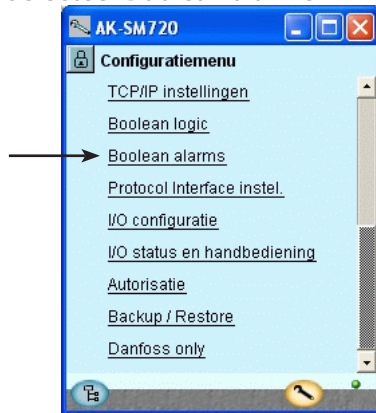 AK-SM720
Configuratiemenu
TCP/IP instellingen
Boolean logic
Boolean alarms
Protocol Interface instel.
I/O configuratie
I/O status en handbediening
Autorisatie
Backup / Restore
Danfoss only